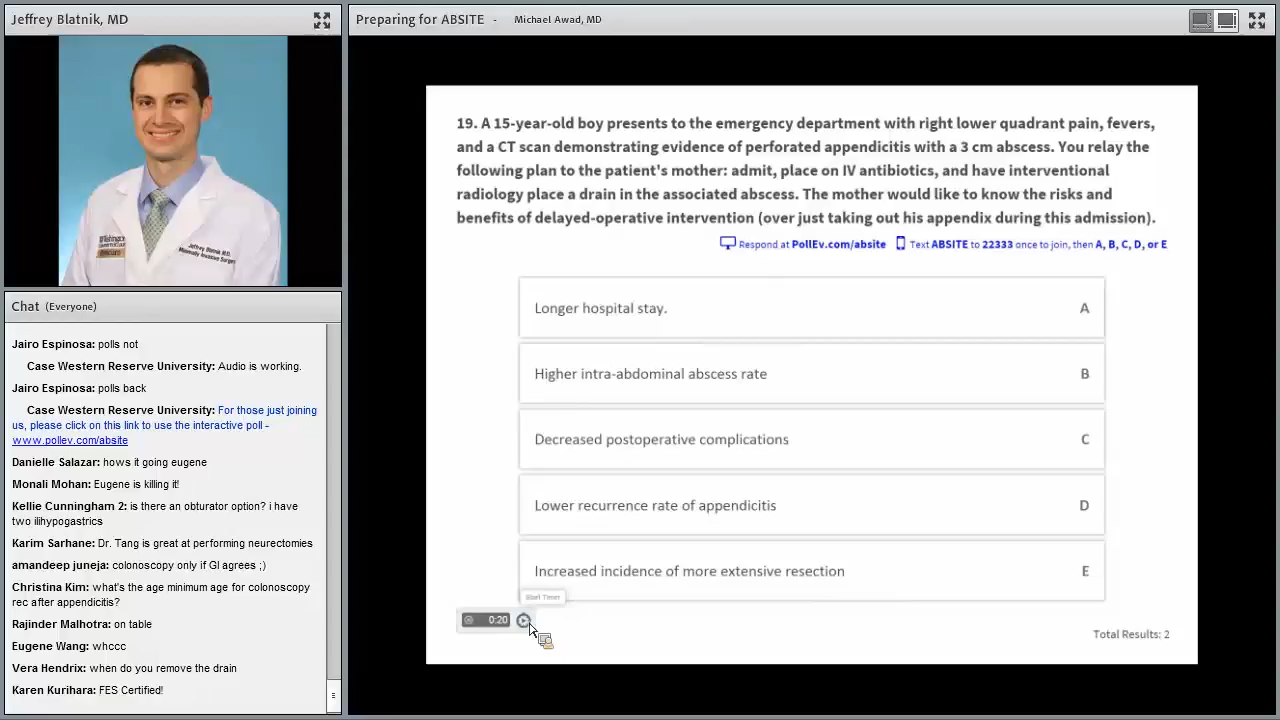 Jeffrey Blatnik, MD
Chat (Everyone)
Jairo Espinosa: polls not
Case Western Reserve University: Audio is working.
Jairo Espinosa: polls back
Case Western Reserve University: For those just joining
us, please click on this link to use the interactive poll -
www.pollev.com/absite
Danielle Salazar: hows it going eugene
Monali Mohan: Eugene is killing it!
Kellie Cunningham 2: is there an obturator option? i have
two ilihypogastrics
Karim Sarhane: Dr. Tang is great at performing neurectomies
amandeep juneja: colonoscopy only if GI agrees ;)
Christina Kim: what's the age minimum age for colonoscopy
rec after appendicitis?
Rajinder Malhotra: on table
Eugene Wang: whccc
Vera Hendrix: when do you remove the drain
Karen Kurihara: FES Certified!
Preparing for ABSITE - Michael Awad, MD
19. A 15-year-old boy presents to the emergency department with right lower quadrant pain, fevers,
and a CT scan demonstrating evidence of perforated appendicitis with a 3 cm abscess. You relay the
following plan to the patient's mother: admit, place on IV antibiotics, and have interventional
radiology place a drain in the associated abscess. The mother would like to know the risks and
benefits of delayed-operative intervention (over just taking out his appendix during this admission).
Respond at PollEv.com/absite Text ABSITE to 22333 once to join, then A, B, C, D, or E
Longer hospital stay. A
Higher intra-abdominal abscess rate B
Decreased postoperative complications C
Lower recurrence rate of appendicitis D
Increased incidence of more extensive resection E
Start Timer
0:20
Total Results: 2